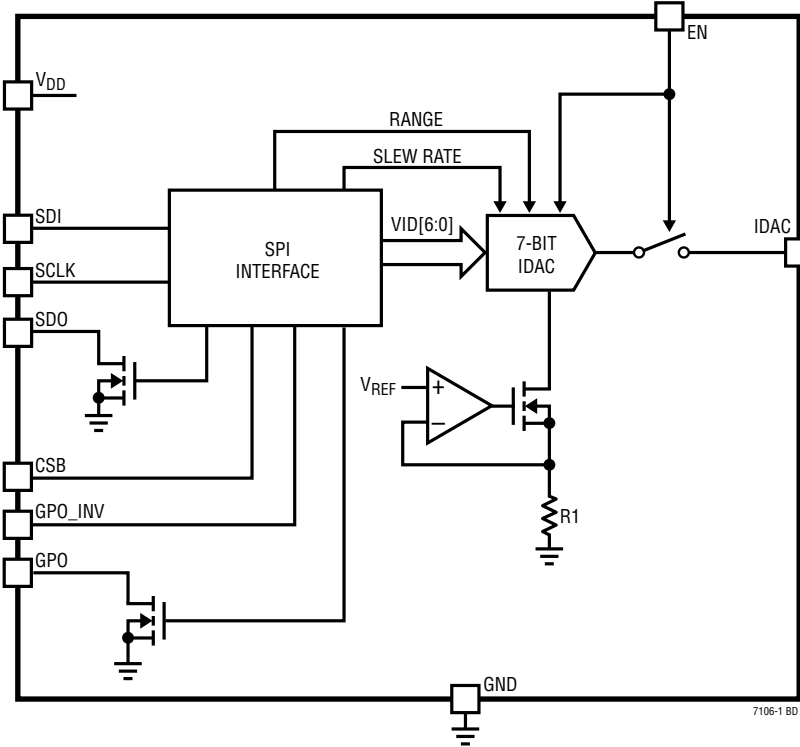 EN
VDD
RANGE
SLEW RATE
SDI
VID[6:0]
IDAC
SPI
INTERFACE
7-BIT
IDAC
SCLK
SDO
VREF
+
–
CSB
GPO_INV
R1
GPO
GND
7106-1 BD